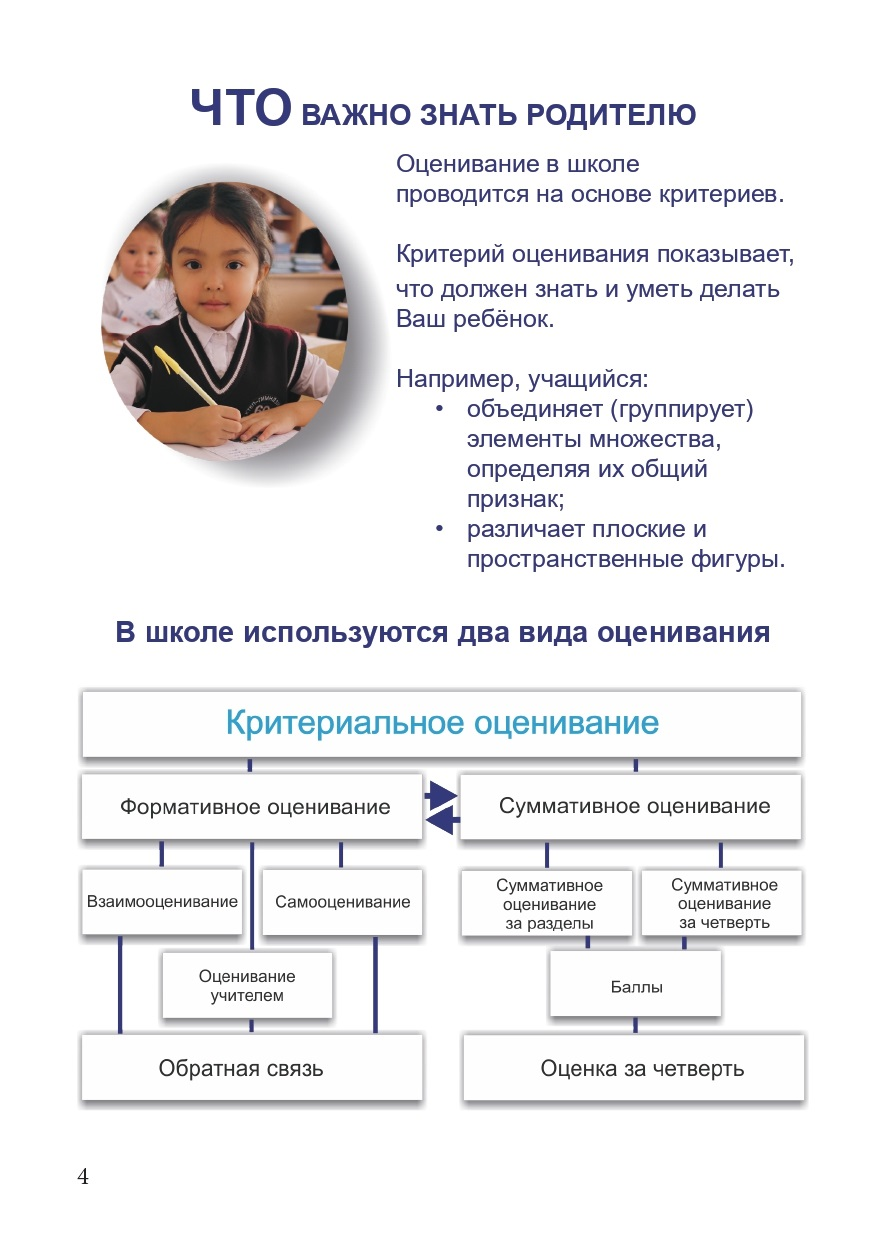 ЧТО ВАЖНО ЗНАТЬ РОДИТЕЛЮ
Оценивание в школе
проводится на основе критериев.
Критерий оценивания показывает,
что должен знать и уметь делать
Ваш ребёнок.
Например, учащийся:
• объединяет (группирует)
элементы множества,
определяя их общий
признак;
• различает плоские и
пространственные фигуры.
В школе используются два вида оценивания
Критериальное оценивание
Формативное оценивание
Суммативное оценивание
Взаимооценивание
Самооценивание
Суммативное
оценивание
за разделы
Суммативное
оценивание
за четверть
Оценивание
учителем
Баллы
Обратная связь
Оценка за четверть
4